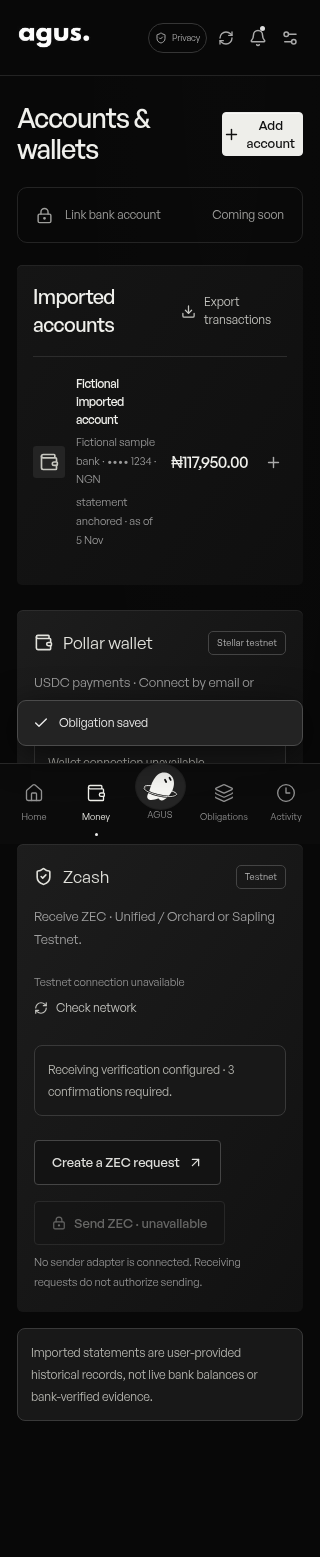 agus.
Privacy
Accounts &
wallets
Add
account
Link bank account
Coming soon
Imported
accounts
Export
transactions
Fictional
Imported
account
Fictional sample
bank · •••• 1234 ·
NGN
statement
anchored · as of
5 Nov
₦117,950.00
Pollar wallet
Stellar testnet
USDC payments · Connect by email or
Obligation saved
Wallet connection unavailable
Home
Money
AGUS
Obligations
Activity
Zcash
Testnet
Receive ZEC · Unified / Orchard or Sapling
Testnet.
Testnet connection unavailable
Check network
Receiving verification configured · 3
confirmations required.
Create a ZEC request
Send ZEC · unavailable
No sender adapter is connected. Receiving
requests do not authorize sending.
Imported statements are user-provided
historical records, not live bank balances or
bank-verified evidence.